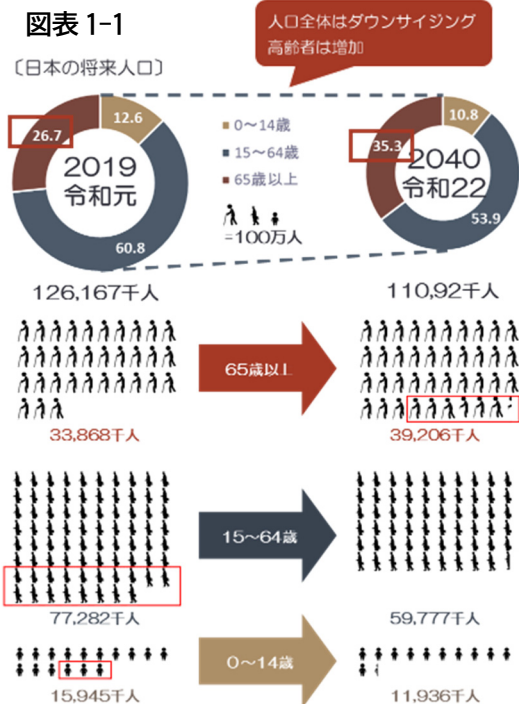 図表 1-1
人口全体はダウンサイジング
高齢者は増加
〔日本の将来人口〕
12.6
26.7
60.8
2019
令和元
0～14歳
15～64歳
65歳以上
=100万人
10.8
35.3
53.9
2040
令和22
126,167千人
110,92千人
65歳以上
33,868千人
39,206千人
15～64歳
77,282千人
59,777千人
0～14歳
15,945千人
11,936千人